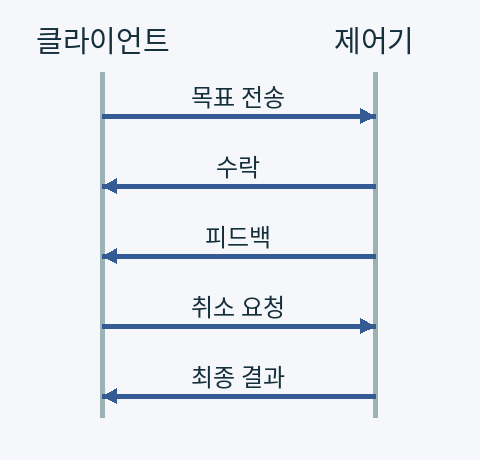 클라이언트
제어기
목표 전송
수락
피드백
취소 요청
최종 결과